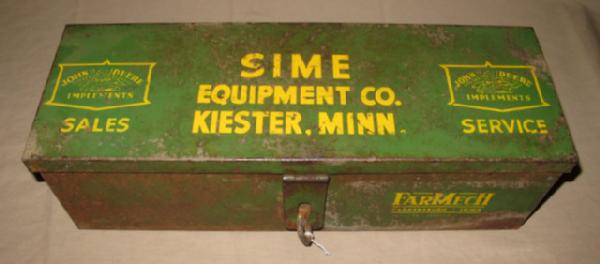 SIME
EQUIPMENT CO.
KIESTER, MINN.
JOHN DEERE
IMPLEMENTS
SALES
JOHN DEERE
IMPLEMENTS
SERVICE
FARMECH